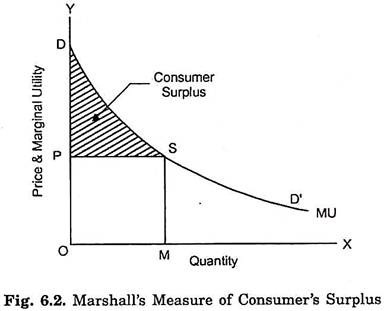 Y
D
Consumer
Surplus
Price & Marginal Utility
P
S
D'
MU
O
M
X
Quantity
Fig. 6.2. Marshall's Measure of Consumer's Surplus